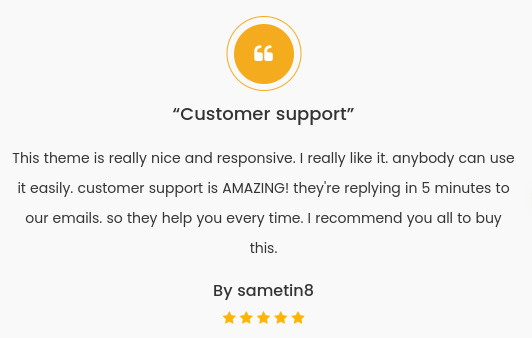 “Customer support”
This theme is really nice and responsive. I really like it. anybody can use
it easily. customer support is AMAZING! they're replying in 5 minutes to
our emails. so they help you every time. I recommend you all to buy
this.
By sametin8